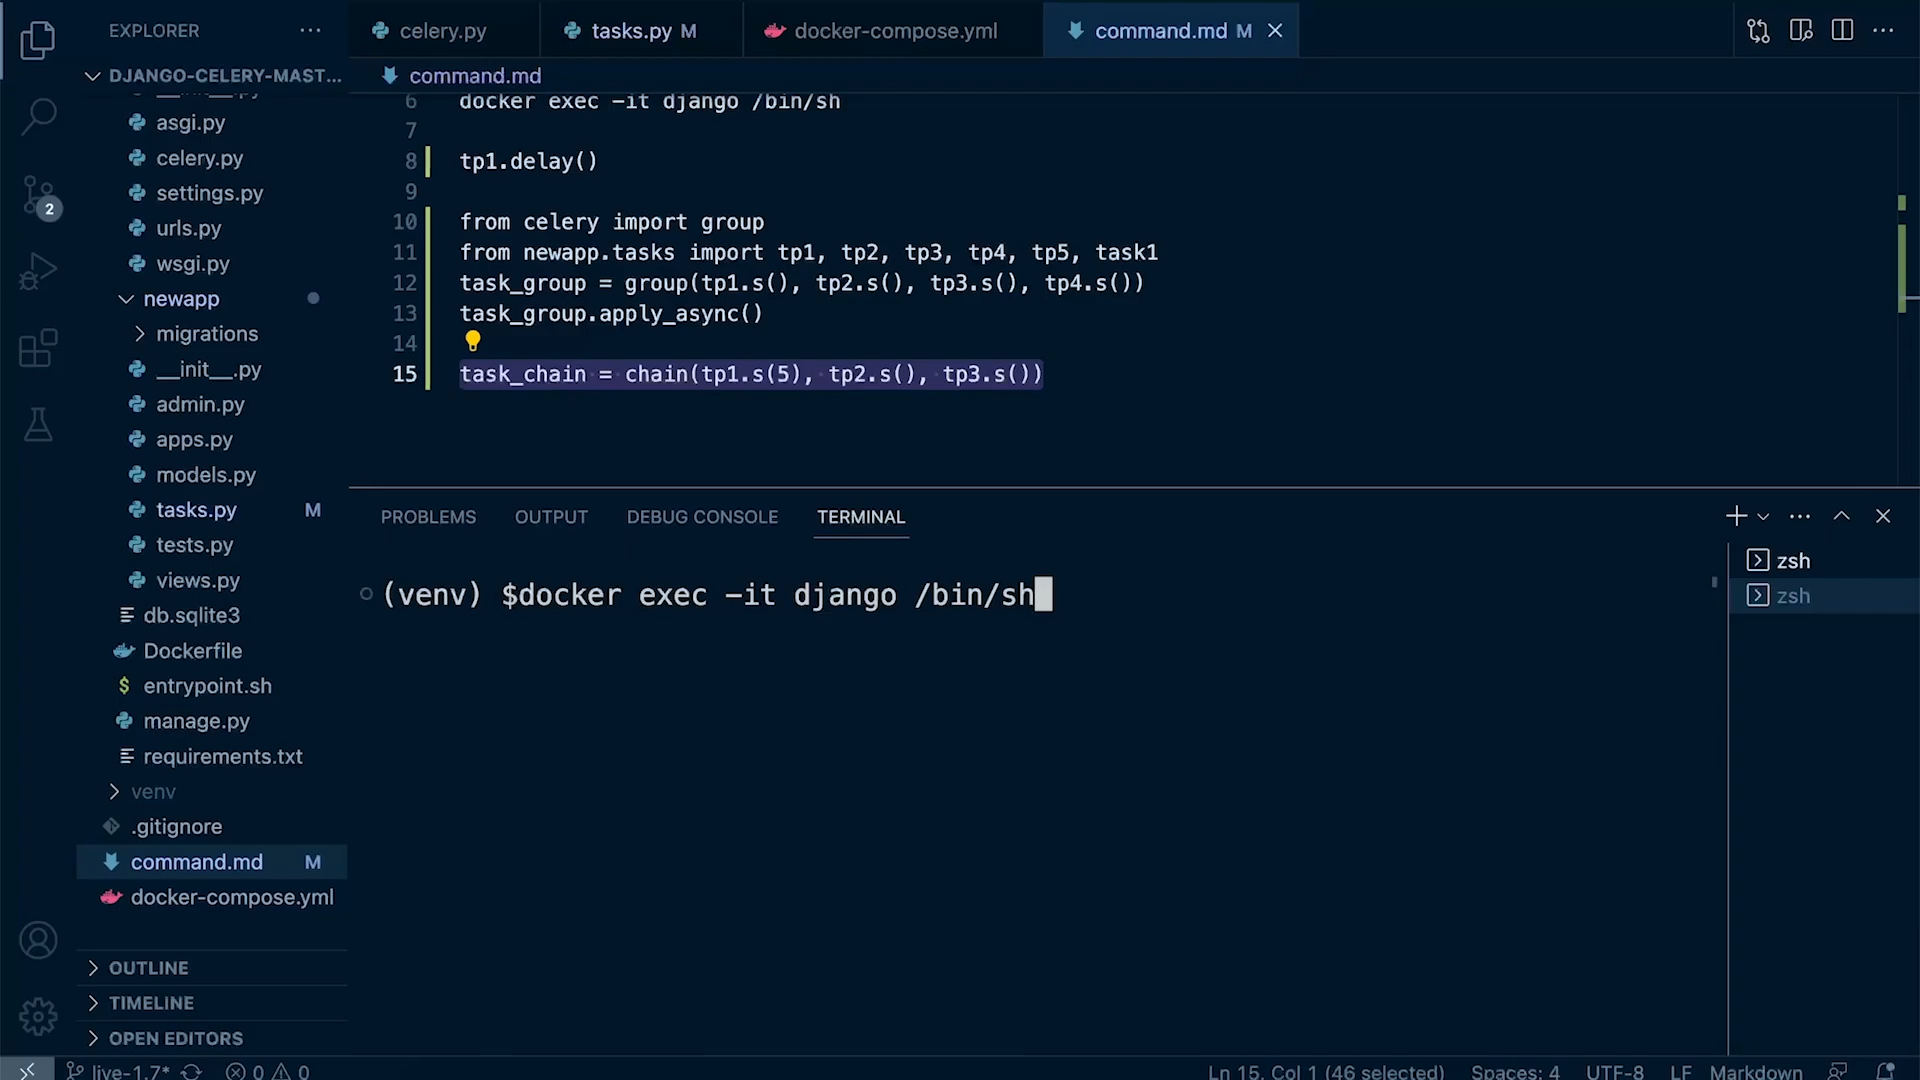 EXPLORER
DJANGO-CELERY-MAST...
asgi.py
celery.py
settings.py
urls.py
wsgi.py
newapp
migrations
__init__.py
admin.py
apps.py
models.py
tasks.py M
tests.py
views.py
db.sqlite3
Dockerfile
entrypoint.sh
manage.py
requirements.txt
venv
.gitignore
command.md M
docker-compose.yml
OUTLINE
TIMELINE
OPEN EDITORS
2
celery.py
tasks.py M
docker-compose.yml
command.md M
command.md
6 docker exec -it django /bin/sh
7
8 tp1.delay()
9
10 from celery import group
11 from newapp.tasks import tp1, tp2, tp3, tp4, tp5, task1
12 task_group = group(tp1.s(), tp2.s(), tp3.s(), tp4.s())
13 task_group.apply_async()
14
15 task_chain = chain(tp1.s(5), tp2.s(), tp3.s())
PROBLEMS OUTPUT DEBUG CONSOLE TERMINAL
(venv) $docker exec -it django /bin/sh
zsh
zsh
live-1.7* 0 0 Ln 15, Col 1 (46 selected) Spaces: 4 UTF-8 LF Markdown